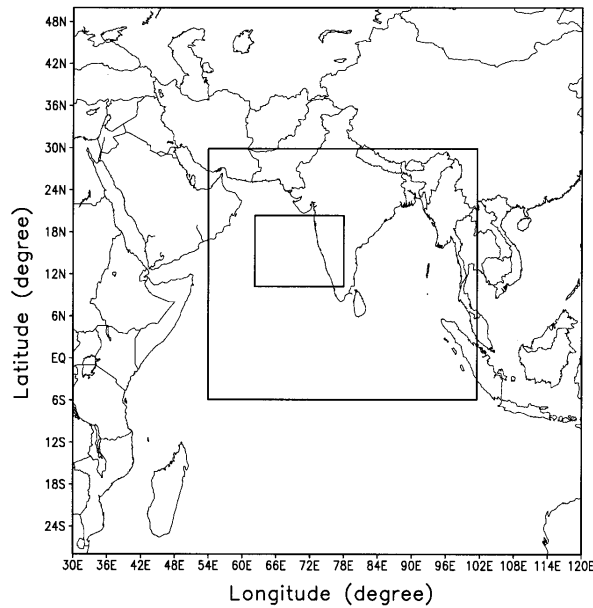 48N
42N
36N
30N
24N
18N
12N
6N
EQ
6S
12S
18S
24S
Latitude (degree)
30E 36E 42E 48E 54E 60E 66E 72E 78E 84E 90E 96E 102E 108E 114E 120E
Longitude (degree)